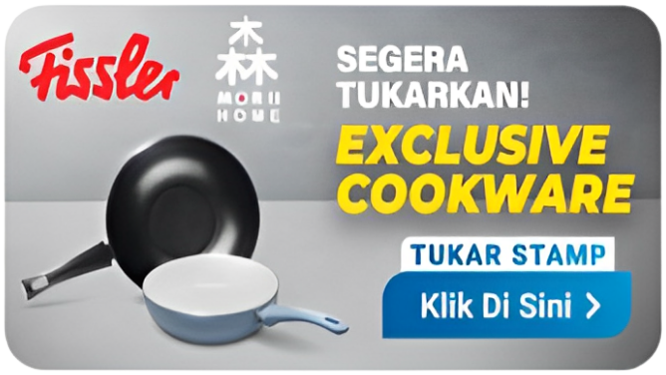 Fissler
森
MORII
HOME
SEGERA
TUKARKAN!
EXCLUSIVE
COOKWARE
TUKAR STAMP
Klik Di Sini >